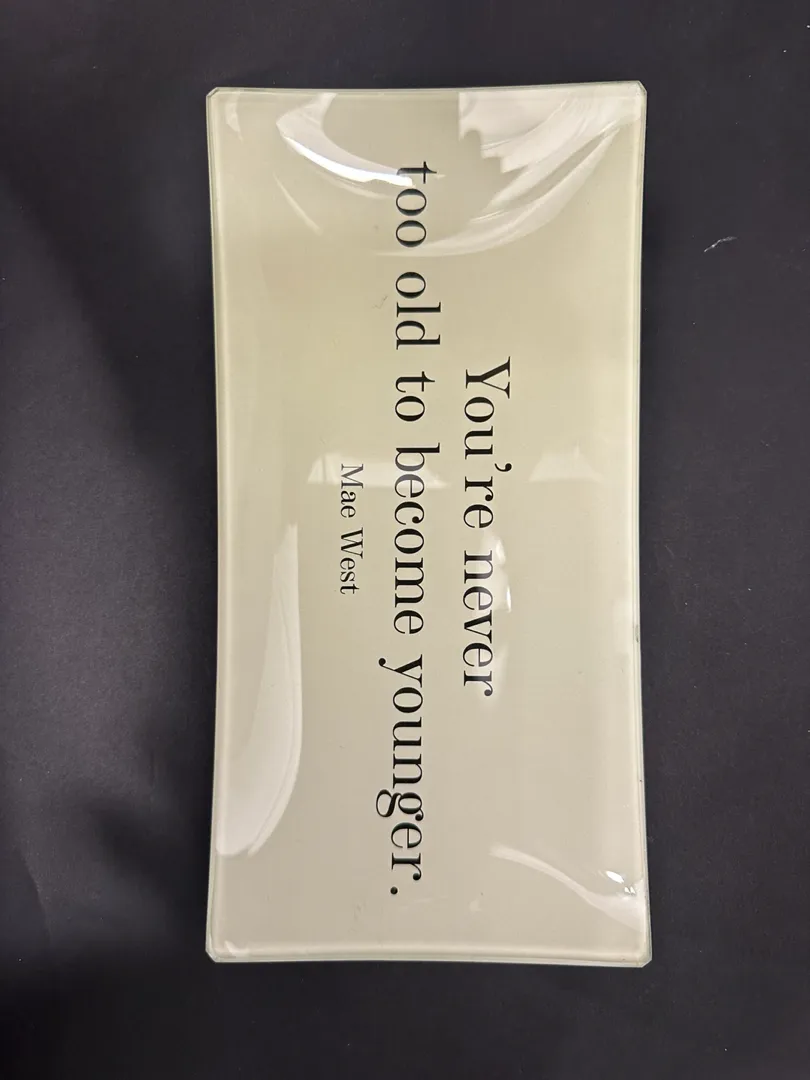 You're never
too old to become younger.
Mae West